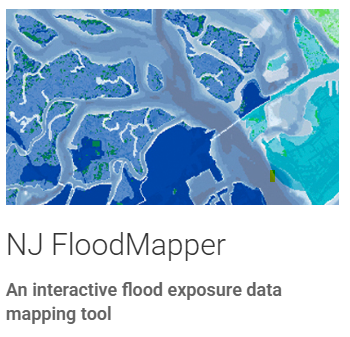 NJ FloodMapper
An interactive flood exposure data
mapping tool